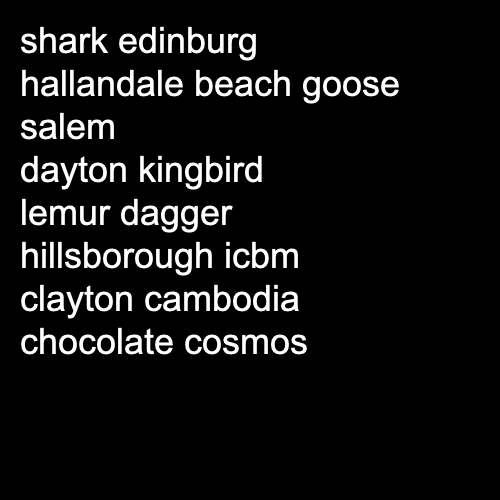 shark edinburg
hallandale beach goose
salem
dayton kingbird
lemur dagger
hillsborough icbm
clayton cambodia
chocolate cosmos